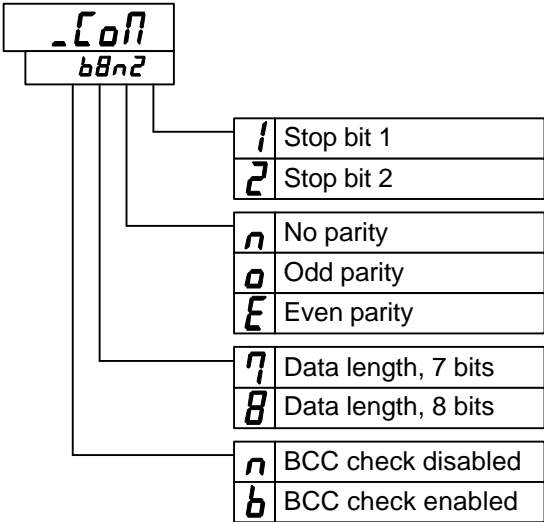 _CoM
b8n2
1 Stop bit 1
2 Stop bit 2
n No parity
o Odd parity
E Even parity
7 Data length, 7 bits
8 Data length, 8 bits
n BCC check disabled
b BCC check enabled